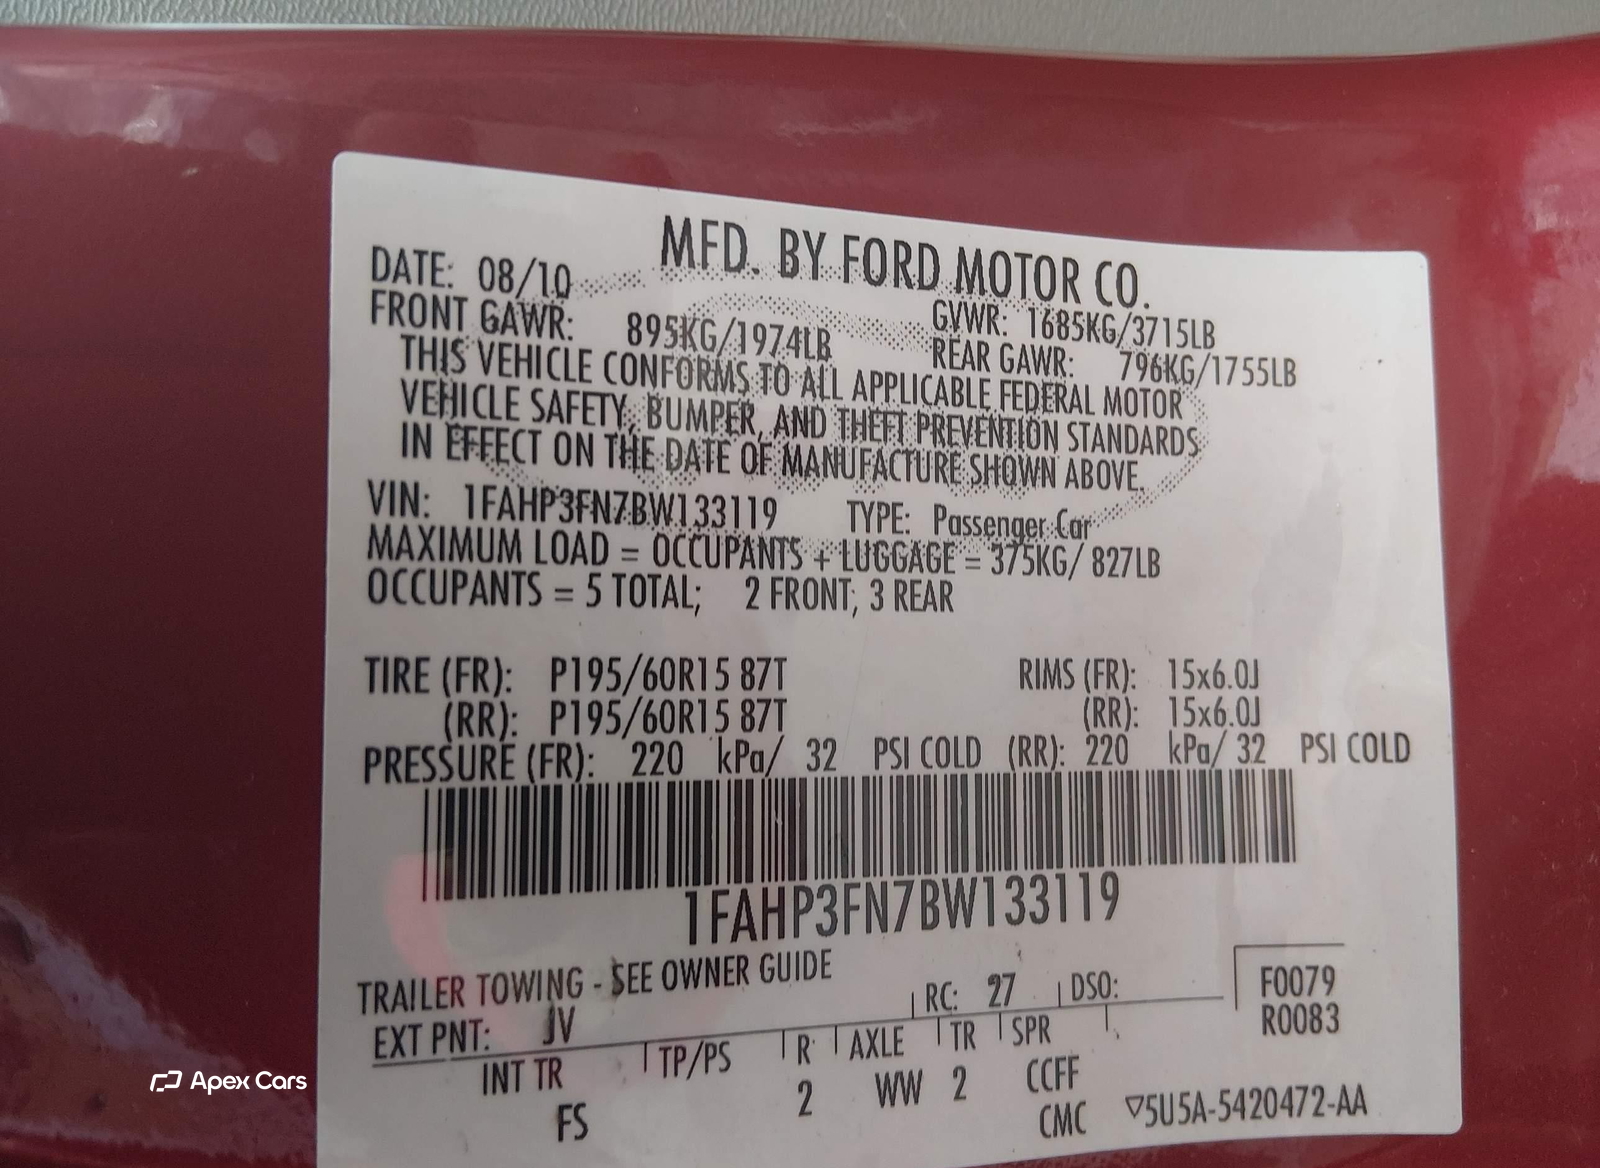 MFD. BY FORD MOTOR CO.
DATE: 08/10 GVWR: 1685KG/3715LB
FRONT GAWR: 895KG/1974LB REAR GAWR: 796KG/1755LB
THIS VEHICLE CONFORMS TO ALL APPLICABLE FEDERAL MOTOR
VEHICLE SAFETY, BUMPER, AND THEFT PREVENTION STANDARDS
IN EFFECT ON THE DATE OF MANUFACTURE SHOWN ABOVE.
VIN: 1FAHP3FN7BW133119 TYPE: Passenger Car
MAXIMUM LOAD = OCCUPANTS + LUGGAGE = 375KG/ 827LB
OCCUPANTS = 5 TOTAL; 2 FRONT, 3 REAR
TIRE (FR): P195/60R15 87T RIMS (FR): 15x6.0J
(RR): P195/60R15 87T (RR): 15x6.0J
PRESSURE (FR): 220 kPa/ 32 PSI COLD (RR): 220 kPa/ 32 PSI COLD
1FAHP3FN7BW133119
TRAILER TOWING - SEE OWNER GUIDE
EXT PNT: JV RC: 27 DSO: F0079
R0083
INT TR TP/PS R AXLE TR SPR
FS 2 WW 2 CCFF
CMC ▽5U5A-5420472-AA
Apex Cars